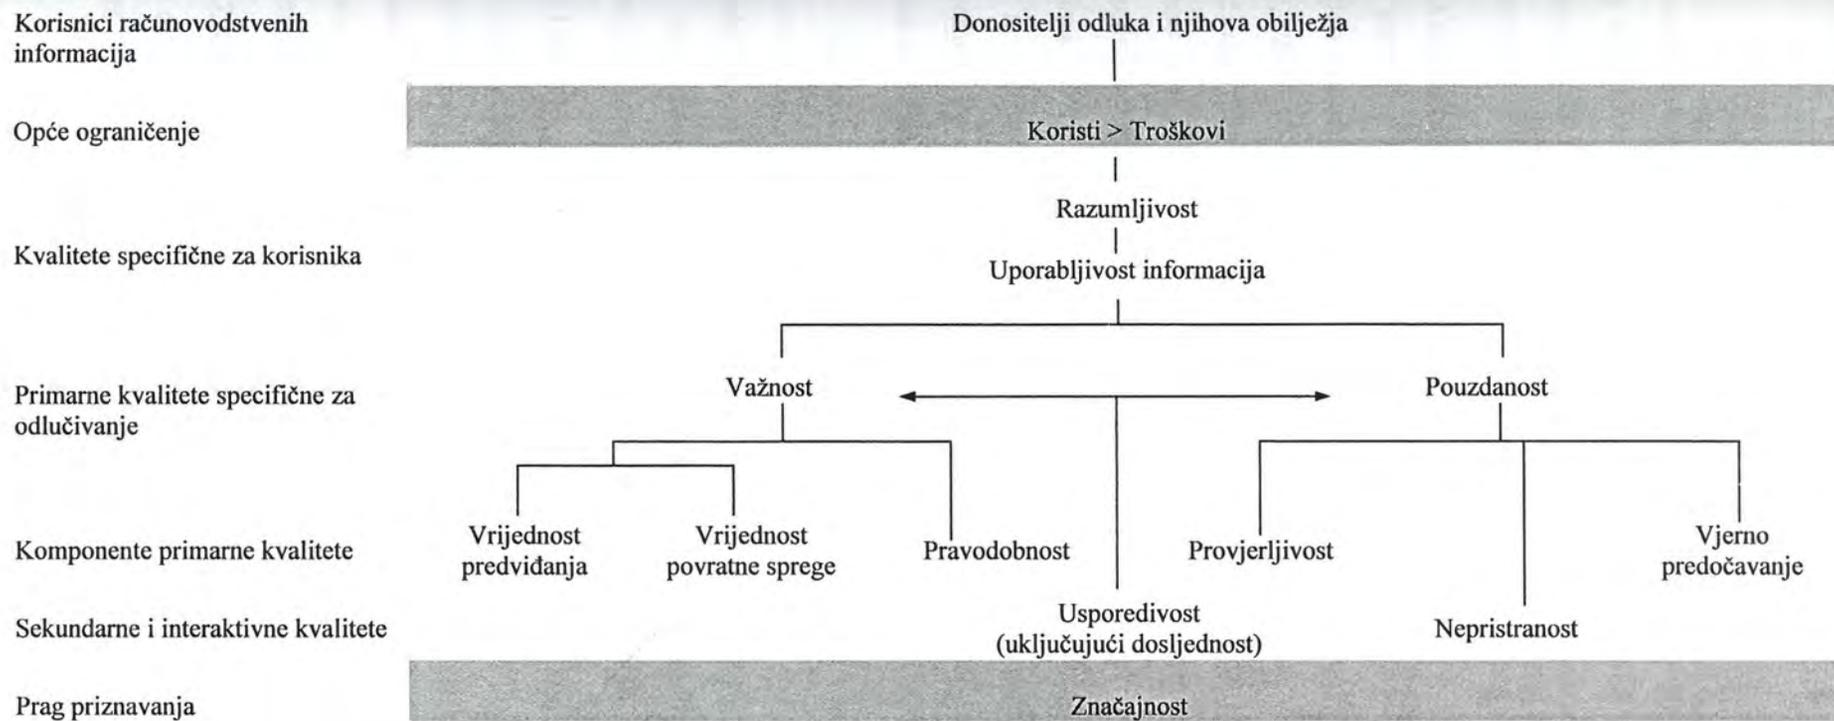 Korisnici računovodstvenih
informacija
Donositelji odluka i njihova obilježja
Opće ograničenje
Koristi > Troškovi
Razumljivost
Kvalitete specifične za korisnika
Uporabljivost informacija
Primarne kvalitete specifične za
odlučivanje
Važnost
Pouzdanost
Komponente primarne kvalitete
Vrijednost
predviđanja
Vrijednost
povratne sprege
Pravodobnost
Provjerljivost
Vjerno
predočavanje
Sekundarne i interaktivne kvalitete
Usporedivost
(uključujući dosljednost)
Nepristranost
Prag priznavanja
Značajnost